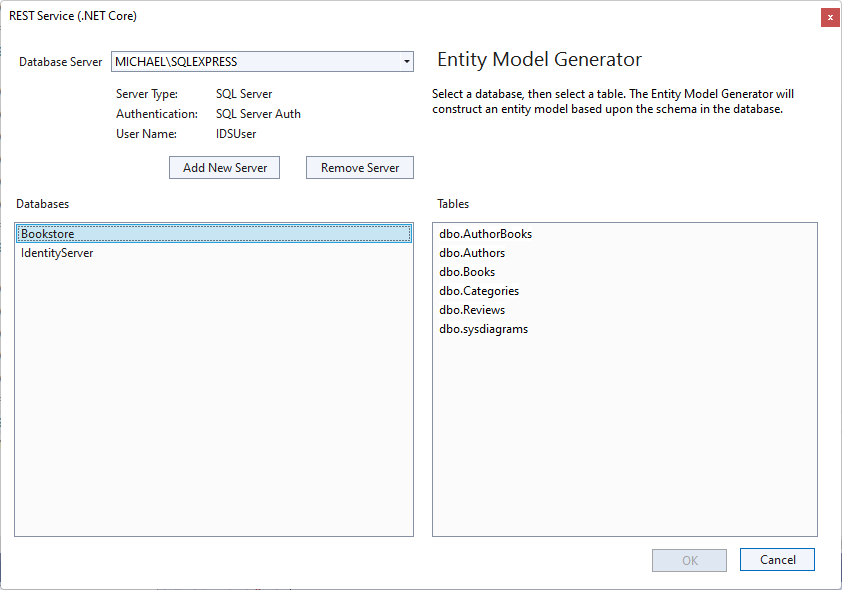 REST Service (.NET Core)
x
Database Server
MICHAEL\SQLEXPRESS
Server Type: SQL Server
Authentication: SQL Server Auth
User Name: IDSUser
Add New Server
Remove Server
Entity Model Generator
Select a database, then select a table. The Entity Model Generator will
construct an entity model based upon the schema in the database.
Databases
Bookstore
IdentityServer
Tables
dbo.AuthorBooks
dbo.Authors
dbo.Books
dbo.Categories
dbo.Reviews
dbo.sysdiagrams
OK
Cancel